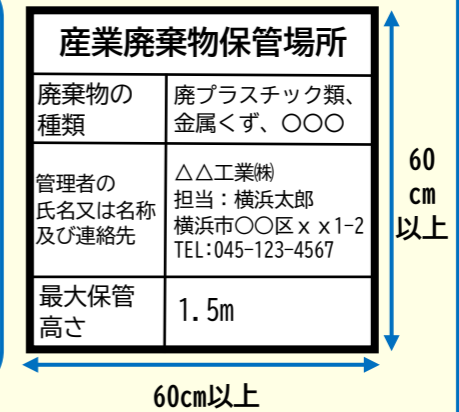 産業廃棄物保管場所
廃棄物の
種類
廃プラスチック類、
金属くず、〇〇〇
管理者の
氏名又は名称
及び連絡先
△△工業㈱
担当：横浜太郎
横浜市〇〇区ｘｘ1-2
TEL:045-123-4567
最大保管
高さ
1.5m
60
cm
以上
60cm以上